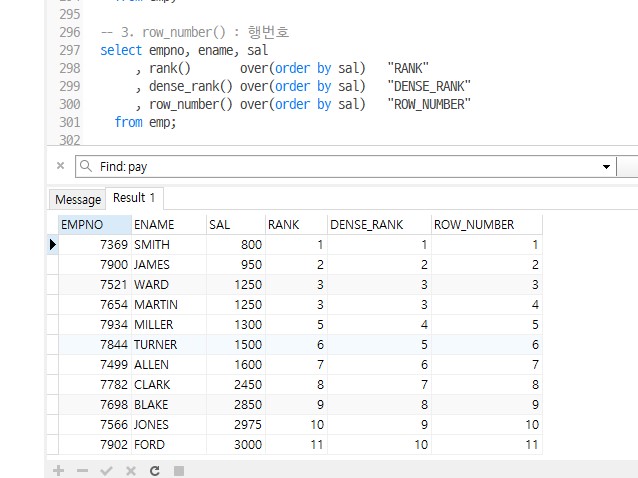 295
296 -- 3. row_number() : 행번호
297 select empno, ename, sal
298 , rank() over(order by sal) "RANK"
299 , dense_rank() over(order by sal) "DENSE_RANK"
300 , row_number() over(order by sal) "ROW_NUMBER"
301 from emp;
302
Find: pay
Message Result 1
EMPNO ENAME SAL RANK DENSE_RANK ROW_NUMBER
7369 SMITH 800 1 1 1
7900 JAMES 950 2 2 2
7521 WARD 1250 3 3 3
7654 MARTIN 1250 3 3 4
7934 MILLER 1300 5 4 5
7844 TURNER 1500 6 5 6
7499 ALLEN 1600 7 6 7
7782 CLARK 2450 8 7 8
7698 BLAKE 2850 9 8 9
7566 JONES 2975 10 9 10
7902 FORD 3000 11 10 11